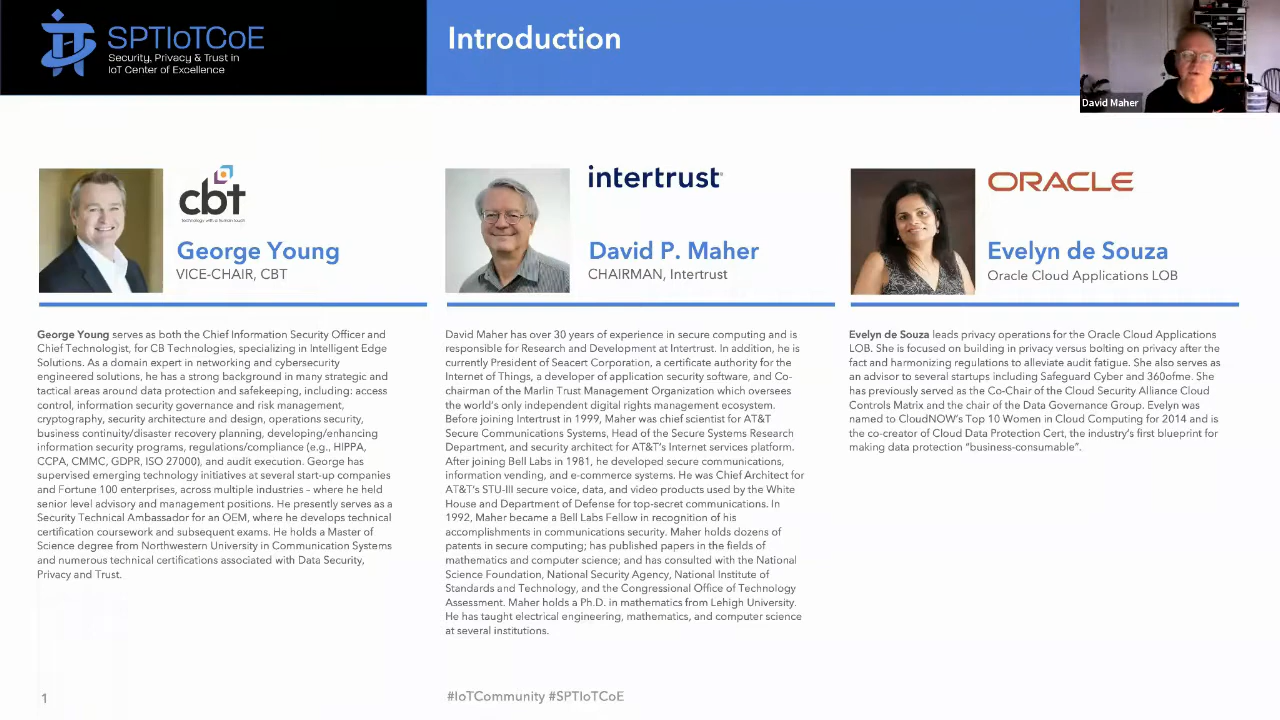 SPTIoTCoE
Security, Privacy & Trust in
IoT Center of Excellence
Introduction
David Maher
cbt
technology with a human touch
George Young
VICE-CHAIR, CBT
George Young serves as both the Chief Information Security Officer and
Chief Technologist, for CB Technologies, specializing in Intelligent Edge
Solutions. As a domain expert in networking and cybersecurity
engineered solutions, he has a strong background in many strategic and
tactical areas around data protection and safekeeping, including: access
control, information security governance and risk management,
cryptography, security architecture and design, operations security,
business continuity/disaster recovery planning, developing/enhancing
information security programs, regulations/compliance (e.g., HIPPA,
CCPA, CMMC, GDPR, ISO 27000), and audit execution. George has
supervised emerging technology initiatives at several start-up companies
and Fortune 100 enterprises, across multiple industries – where he held
senior level advisory and management positions. He presently serves as a
Security Technical Ambassador for an OEM, where he develops technical
certification coursework and subsequent exams. He holds a Master of
Science degree from Northwestern University in Communication Systems
and numerous technical certifications associated with Data Security,
Privacy and Trust.
intertrust
David P. Maher
CHAIRMAN, Intertrust
David Maher has over 30 years of experience in secure computing and is
responsible for Research and Development at Intertrust. In addition, he is
currently President of Seacert Corporation, a certificate authority for the
Internet of Things, a developer of application security software, and Co-
chairman of the Marlin Trust Management Organization which oversees
the world's only independent digital rights management ecosystem.
Before joining Intertrust in 1999, Maher was chief scientist for AT&T
Secure Communications Systems, Head of the Secure Systems Research
Department, and security architect for AT&T's Internet services platform.
After joining Bell Labs in 1981, he developed secure communications,
information vending, and e-commerce systems. He was Chief Architect for
AT&T's STU-III secure voice, data, and video products used by the White
House and Department of Defense for top-secret communications. In
1992, Maher became a Bell Labs Fellow in recognition of his
accomplishments in communications security. Maher holds dozens of
patents in secure computing; has published papers in the fields of
mathematics and computer science; and has consulted with the National
Science Foundation, National Security Agency, National Institute of
Standards and Technology, and the Congressional Office of Technology
Assessment. Maher holds a Ph.D. in mathematics from Lehigh University.
He has taught electrical engineering, mathematics, and computer science
at several institutions.
ORACLE
Evelyn de Souza
Oracle Cloud Applications LOB
Evelyn de Souza leads privacy operations for the Oracle Cloud Applications
LOB. She is focused on building in privacy versus bolting on privacy after the
fact and harmonizing regulations to alleviate audit fatigue. She also serves as
an advisor to several startups including Safeguard Cyber and 360ofme. She
has previously served as the Co-Chair of the Cloud Security Alliance Cloud
Controls Matrix and the chair of the Data Governance Group. Evelyn was
named to CloudNOW's Top 10 Women in Cloud Computing for 2014 and is
the co-creator of Cloud Data Protection Cert, the industry's first blueprint for
making data protection “business-consumable”.
1
#IoTCommunity #SPTIoTCoE